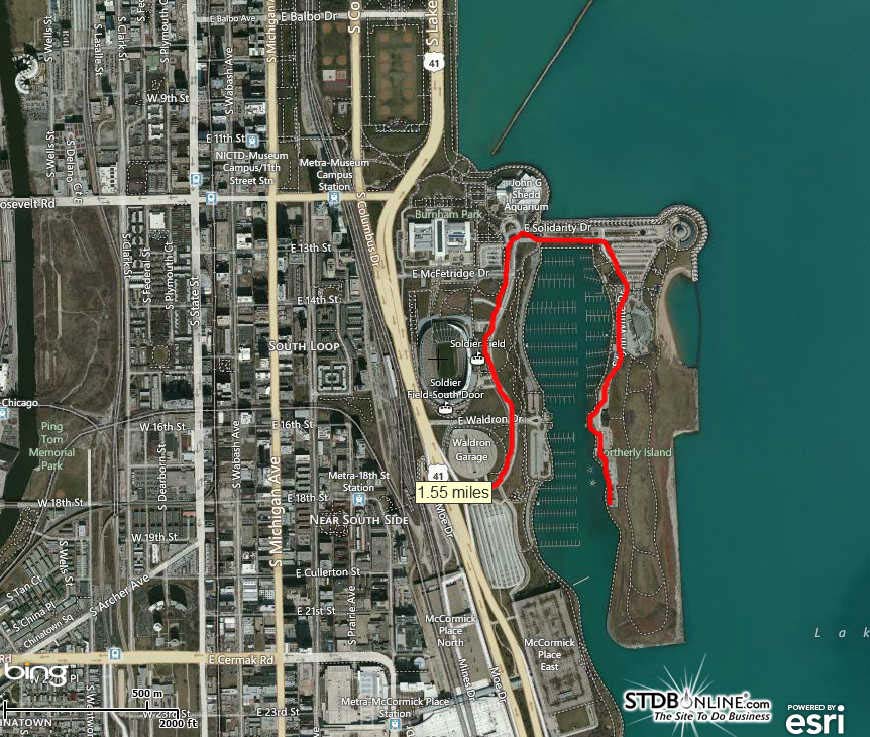 E Balbo Ave
E Balbo Dr
S Wells St
S Lasalle St
S Clark St
S Plymouth Ct
S Michigan Ave
S Lake
41
S Wabash Ave
W 9th St
E 11th St
S Delano Ct E
NICTD-Museum
Campus/11th
Street Stn
Metra-Museum
Campus
Station
John G
Shedd
Aquarium
oosevelt Rd
S Columbus Dr
Burnham Park
E Solidarity Dr
S Clark St
S Federal St
S Plymouth Ct
S State St
E 13th St
E McFetridge Dr
E 14th St
SOUTH LOOP
Soldier Field
Soldier
Field-South Door
Chicago
W 16th St
E 16th St
E Waldron Dr
Ping
Tom
Memorial
Park
S Dearborn St
S Wabash Ave
S Michigan Ave
Waldron
Garage
ortherly Island
41
Metra-18th St
Station
1.55 miles
W 18th St
E 18th St
NEAR SOUTH SIDE
Moe Dr
W 19th St
S Wells St
S Tan Ct
S China Pl
Chinatown Sq
S Archer Ave
E Cullerton St
E 21st St
S Prairie Ave
McCormick
Place
North
McCormick
Place
East
L a k
Rd
E Cermak Rd
bing
500 m
2000 ft
Mines Dr
Moe Dr
S Wentwor
W 23rd St
E 23rd St
Metra-McCormick Place
Station
INATOWN
STDBONLINE.com
The Site To Do Business
POWERED BY
esri